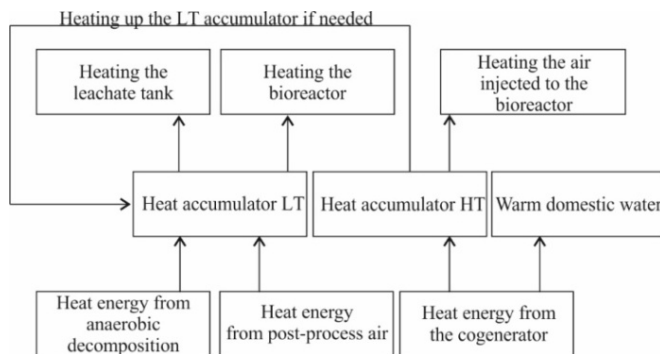 Heating up the LT accumulator if needed
Heating the
leachate tank
Heating the
bioreactor
Heating the air
injected to the
bioreactor
Heat accumulator LT
Heat accumulator HT
Warm domestic water
Heat energy from
anaerobic
decomposition
Heat energy
from post-process air
Heat energy from
the cogenerator